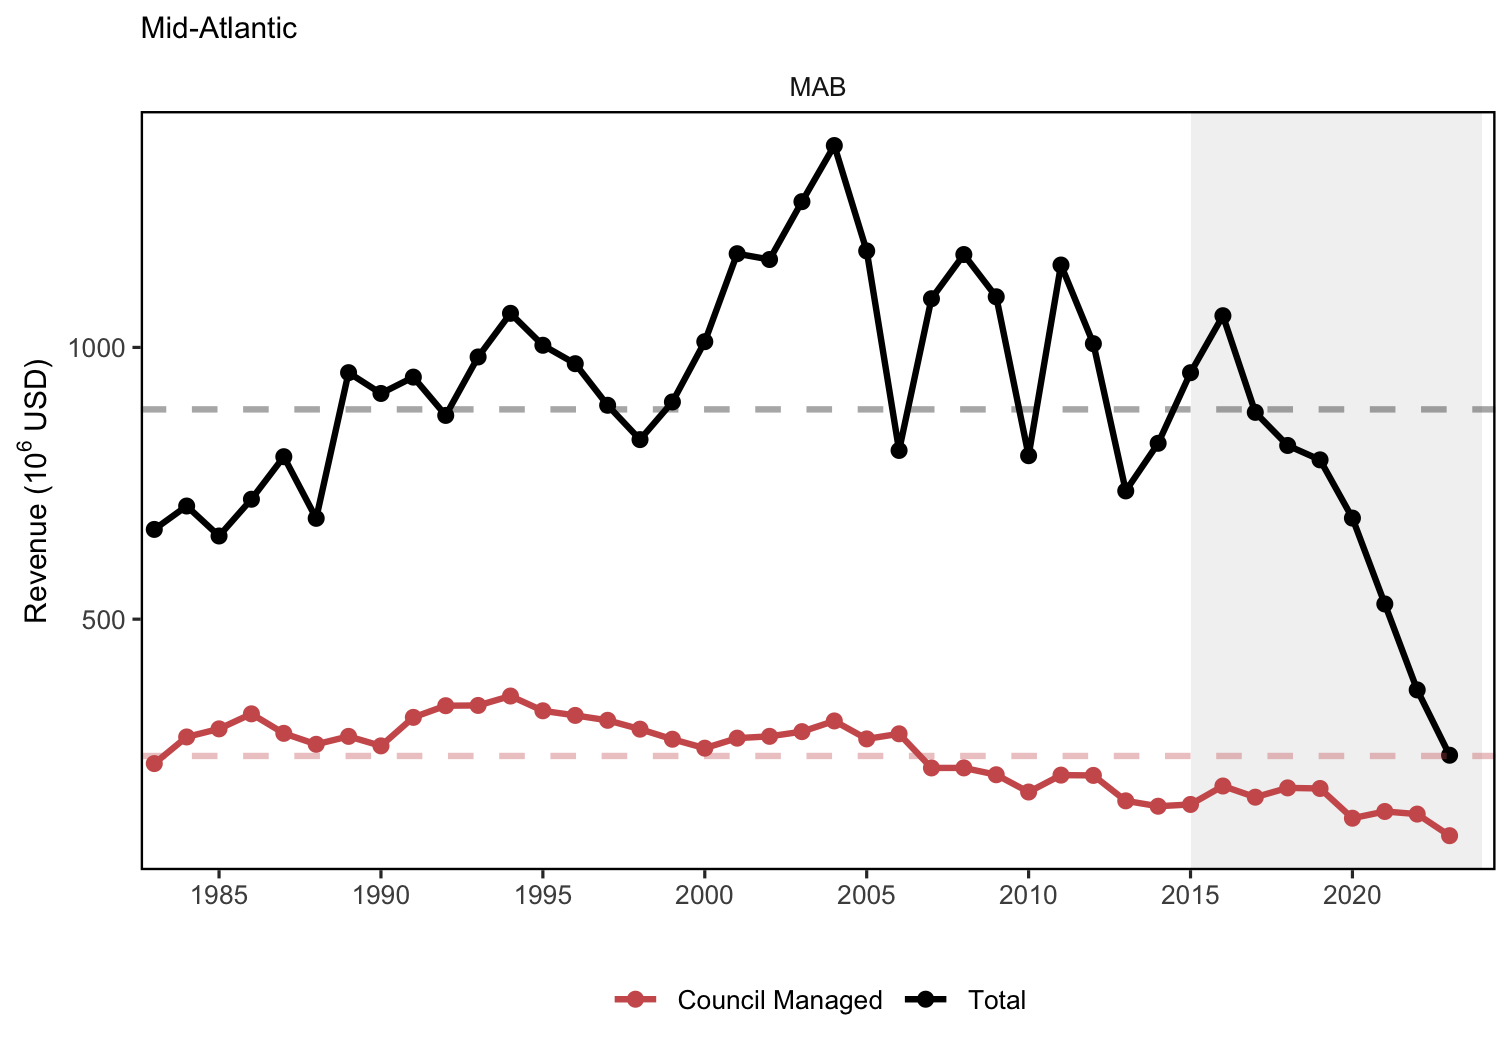 Mid-Atlantic
MAB
Revenue (10⁶ USD)
1000
500
1985 1990 1995 2000 2005 2010 2015 2020
Council Managed Total